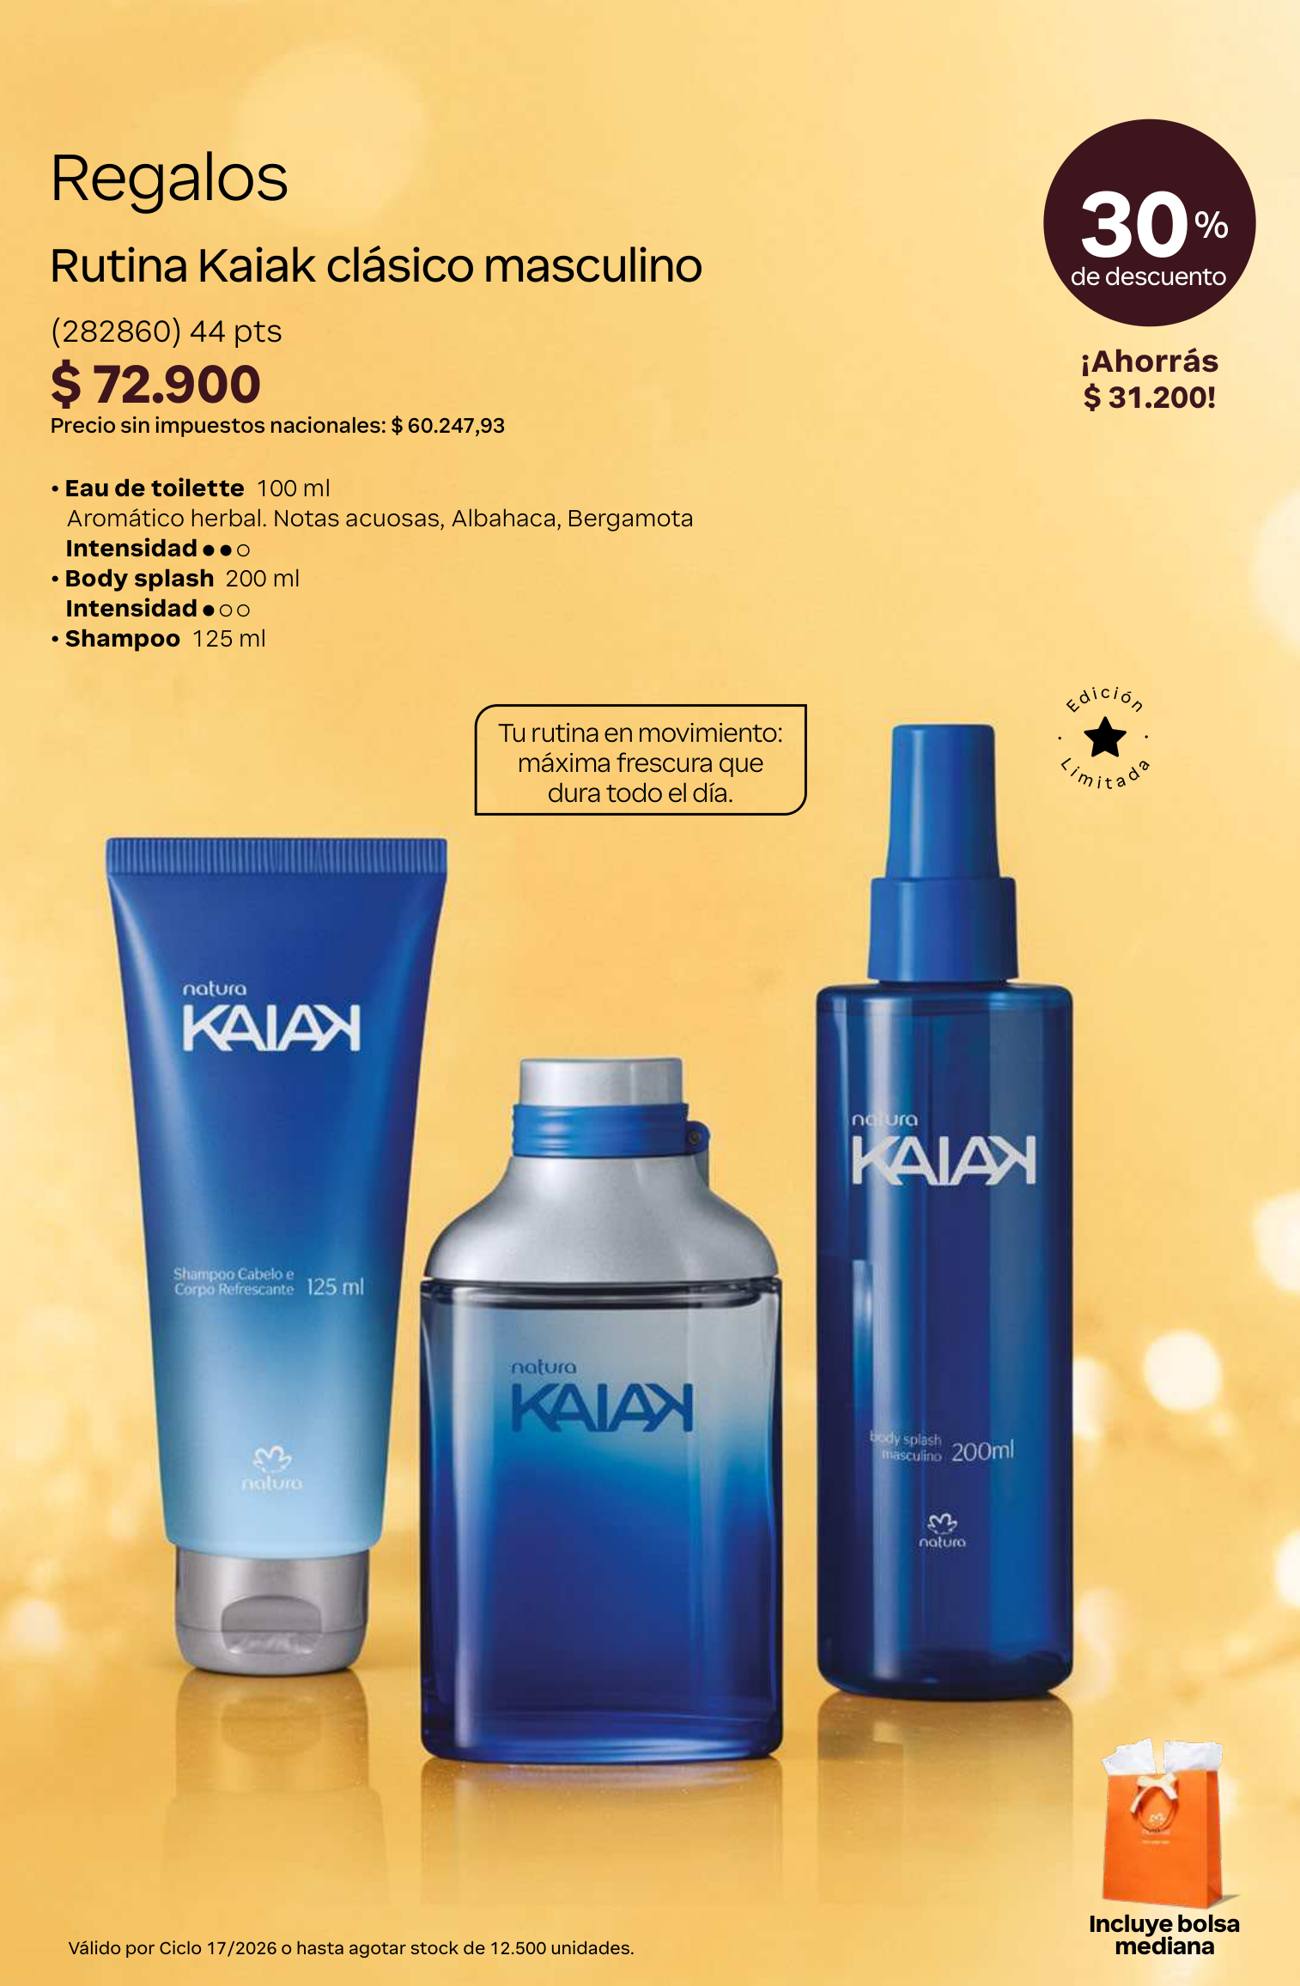 Regalos
Rutina Kaiak clásico masculino
(282860) 44 pts
$ 72.900
Precio sin impuestos nacionales: $ 60.247,93
30%
de descuento
¡Ahorrás
$ 31.200!
• Eau de toilette 100 ml
Aromático herbal. Notas acuosas, Albahaca, Bergamota
Intensidad ●●○
• Body splash 200 ml
Intensidad ●○○
• Shampoo 125 ml
Tu rutina en movimiento:
máxima frescura que
dura todo el día.
Edición
Limitada
natura
KAIAK
Shampoo Cabelo e
Corpo Refrescante 125 ml
natura
natura
KAIAK
natura
KAIAK
body splash
masculino 200ml
natura
Incluye bolsa
mediana
Válido por Ciclo 17/2026 o hasta agotar stock de 12.500 unidades.